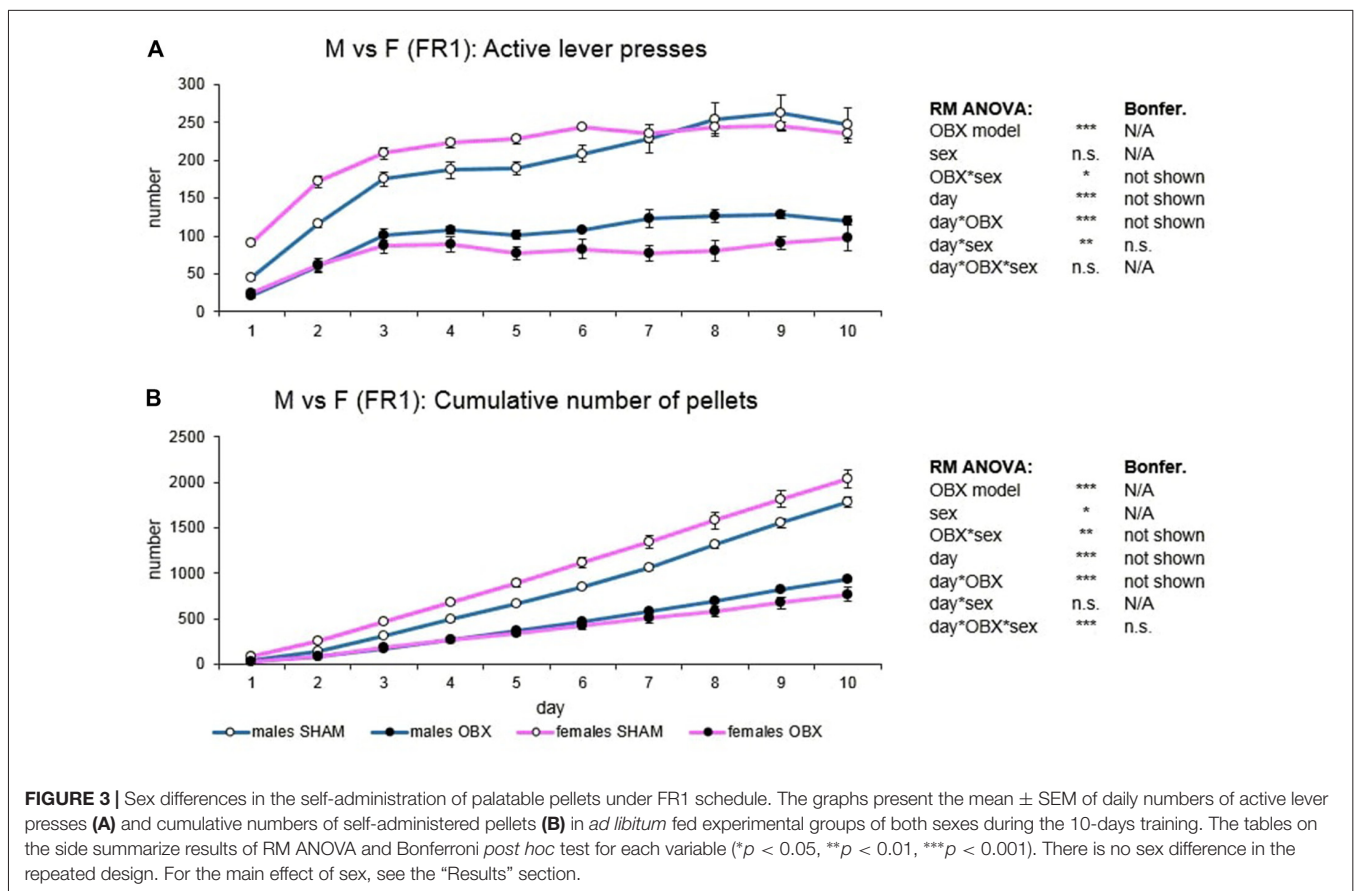 A
M vs F (FR1): Active lever presses
300
250
200
150
100
50
0
number
1 2 3 4 5 6 7 8 9 10
RM ANOVA: Bonfer.
OBX model *** N/A
sex n.s. N/A
OBX*sex * not shown
day *** not shown
day*OBX *** not shown
day*sex ** n.s.
day*OBX*sex n.s. N/A
B
M vs F (FR1): Cumulative number of pellets
2500
2000
1500
1000
500
0
number
1 2 3 4 5 6 7 8 9 10
day
RM ANOVA: Bonfer.
OBX model *** N/A
sex * N/A
OBX*sex ** not shown
day *** not shown
day*OBX *** not shown
day*sex n.s. N/A
day*OBX*sex *** n.s.
males SHAM males OBX females SHAM females OBX
FIGURE 3 | Sex differences in the self-administration of palatable pellets under FR1 schedule. The graphs present the mean ± SEM of daily numbers of active lever
presses (A) and cumulative numbers of self-administered pellets (B) in ad libitum fed experimental groups of both sexes during the 10-days training. The tables on
the side summarize results of RM ANOVA and Bonferroni post hoc test for each variable (*p < 0.05, **p < 0.01, ***p < 0.001). There is no sex difference in the
repeated design. For the main effect of sex, see the “Results” section.